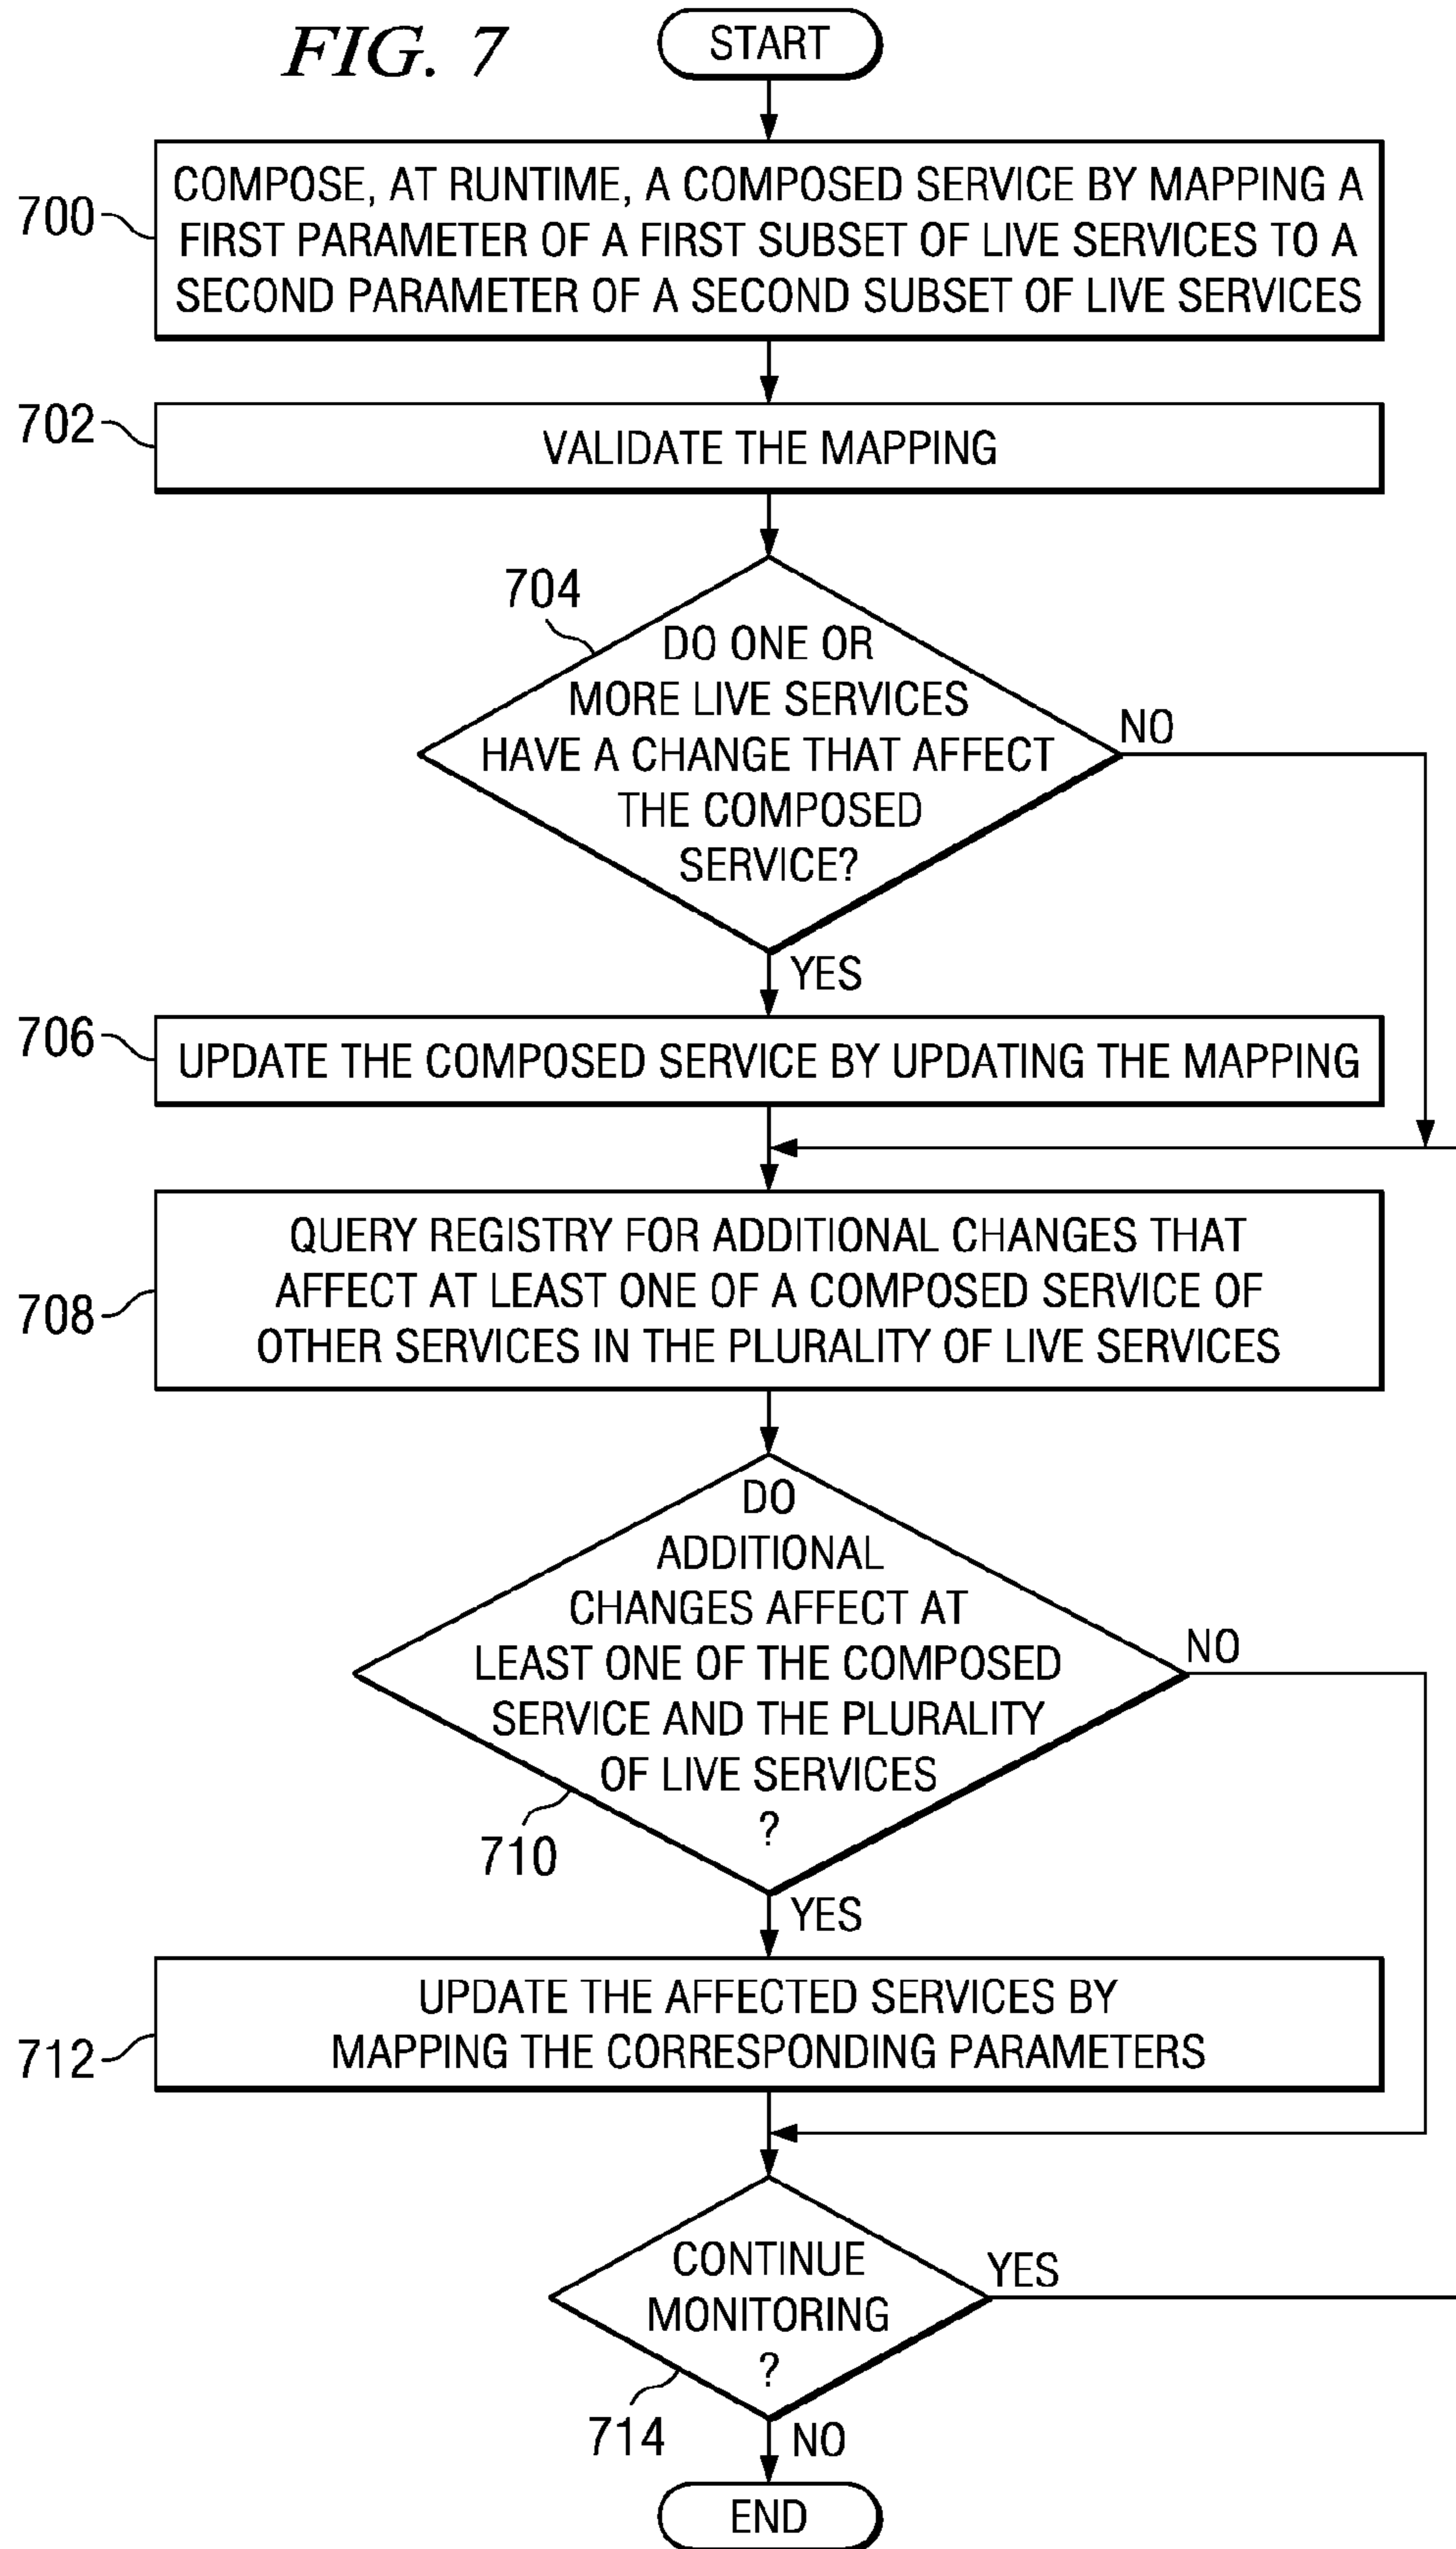 FIG. 7
START
700
COMPOSE, AT RUNTIME, A COMPOSED SERVICE BY MAPPING A
FIRST PARAMETER OF A FIRST SUBSET OF LIVE SERVICES TO A
SECOND PARAMETER OF A SECOND SUBSET OF LIVE SERVICES
702
VALIDATE THE MAPPING
704
DO ONE OR
MORE LIVE SERVICES
HAVE A CHANGE THAT AFFECT
THE COMPOSED
SERVICE?
NO
YES
706
UPDATE THE COMPOSED SERVICE BY UPDATING THE MAPPING
708
QUERY REGISTRY FOR ADDITIONAL CHANGES THAT
AFFECT AT LEAST ONE OF A COMPOSED SERVICE OF
OTHER SERVICES IN THE PLURALITY OF LIVE SERVICES
DO
ADDITIONAL
CHANGES AFFECT AT
LEAST ONE OF THE COMPOSED
SERVICE AND THE PLURALITY
OF LIVE SERVICES
?
NO
710
YES
712
UPDATE THE AFFECTED SERVICES BY
MAPPING THE CORRESPONDING PARAMETERS
CONTINUE
MONITORING
?
YES
714
NO
END